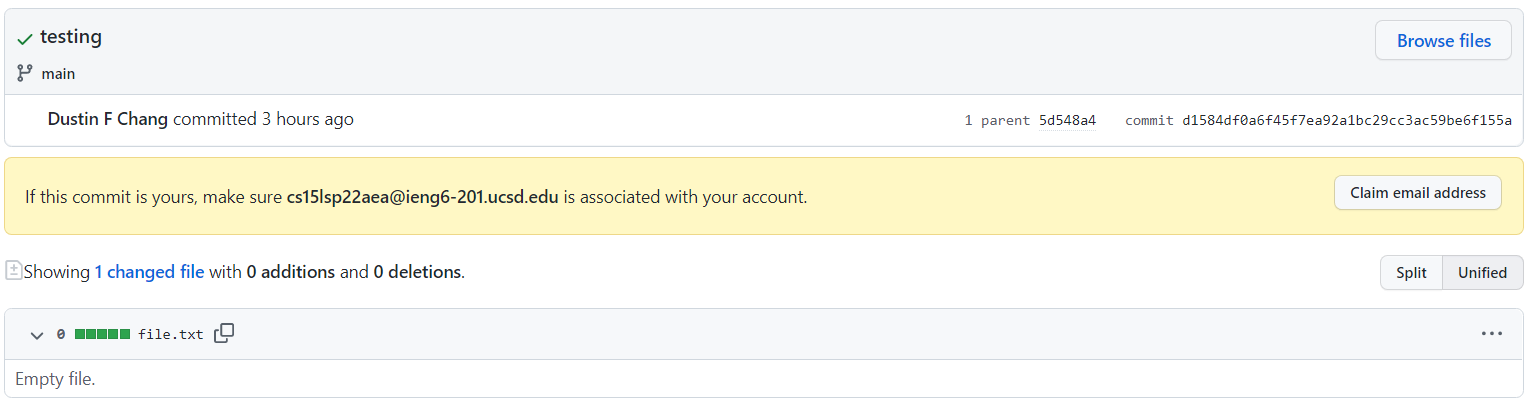 testing
Browse files
main
Dustin F Chang committed 3 hours ago
1 parent 5d548a4 commit d1584df0a6f45f7ea92a1bc29cc3ac59be6f155a
If this commit is yours, make sure cs15lsp22aea@ieng6-201.ucsd.edu is associated with your account.
Claim email address
Showing 1 changed file with 0 additions and 0 deletions.
Split Unified
0 file.txt
Empty file.